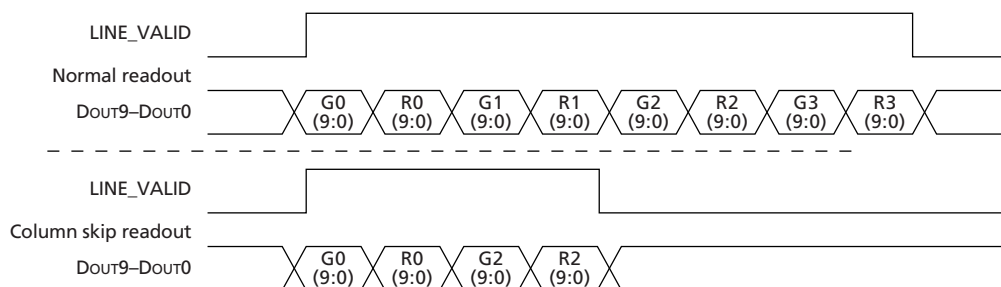 LINE_VALID
Normal readout
DOUT9–DOUT0
G0 (9:0) R0 (9:0) G1 (9:0) R1 (9:0) G2 (9:0) R2 (9:0) G3 (9:0) R3 (9:0)
LINE_VALID
Column skip readout
DOUT9–DOUT0
G0 (9:0) R0 (9:0) G2 (9:0) R2 (9:0)